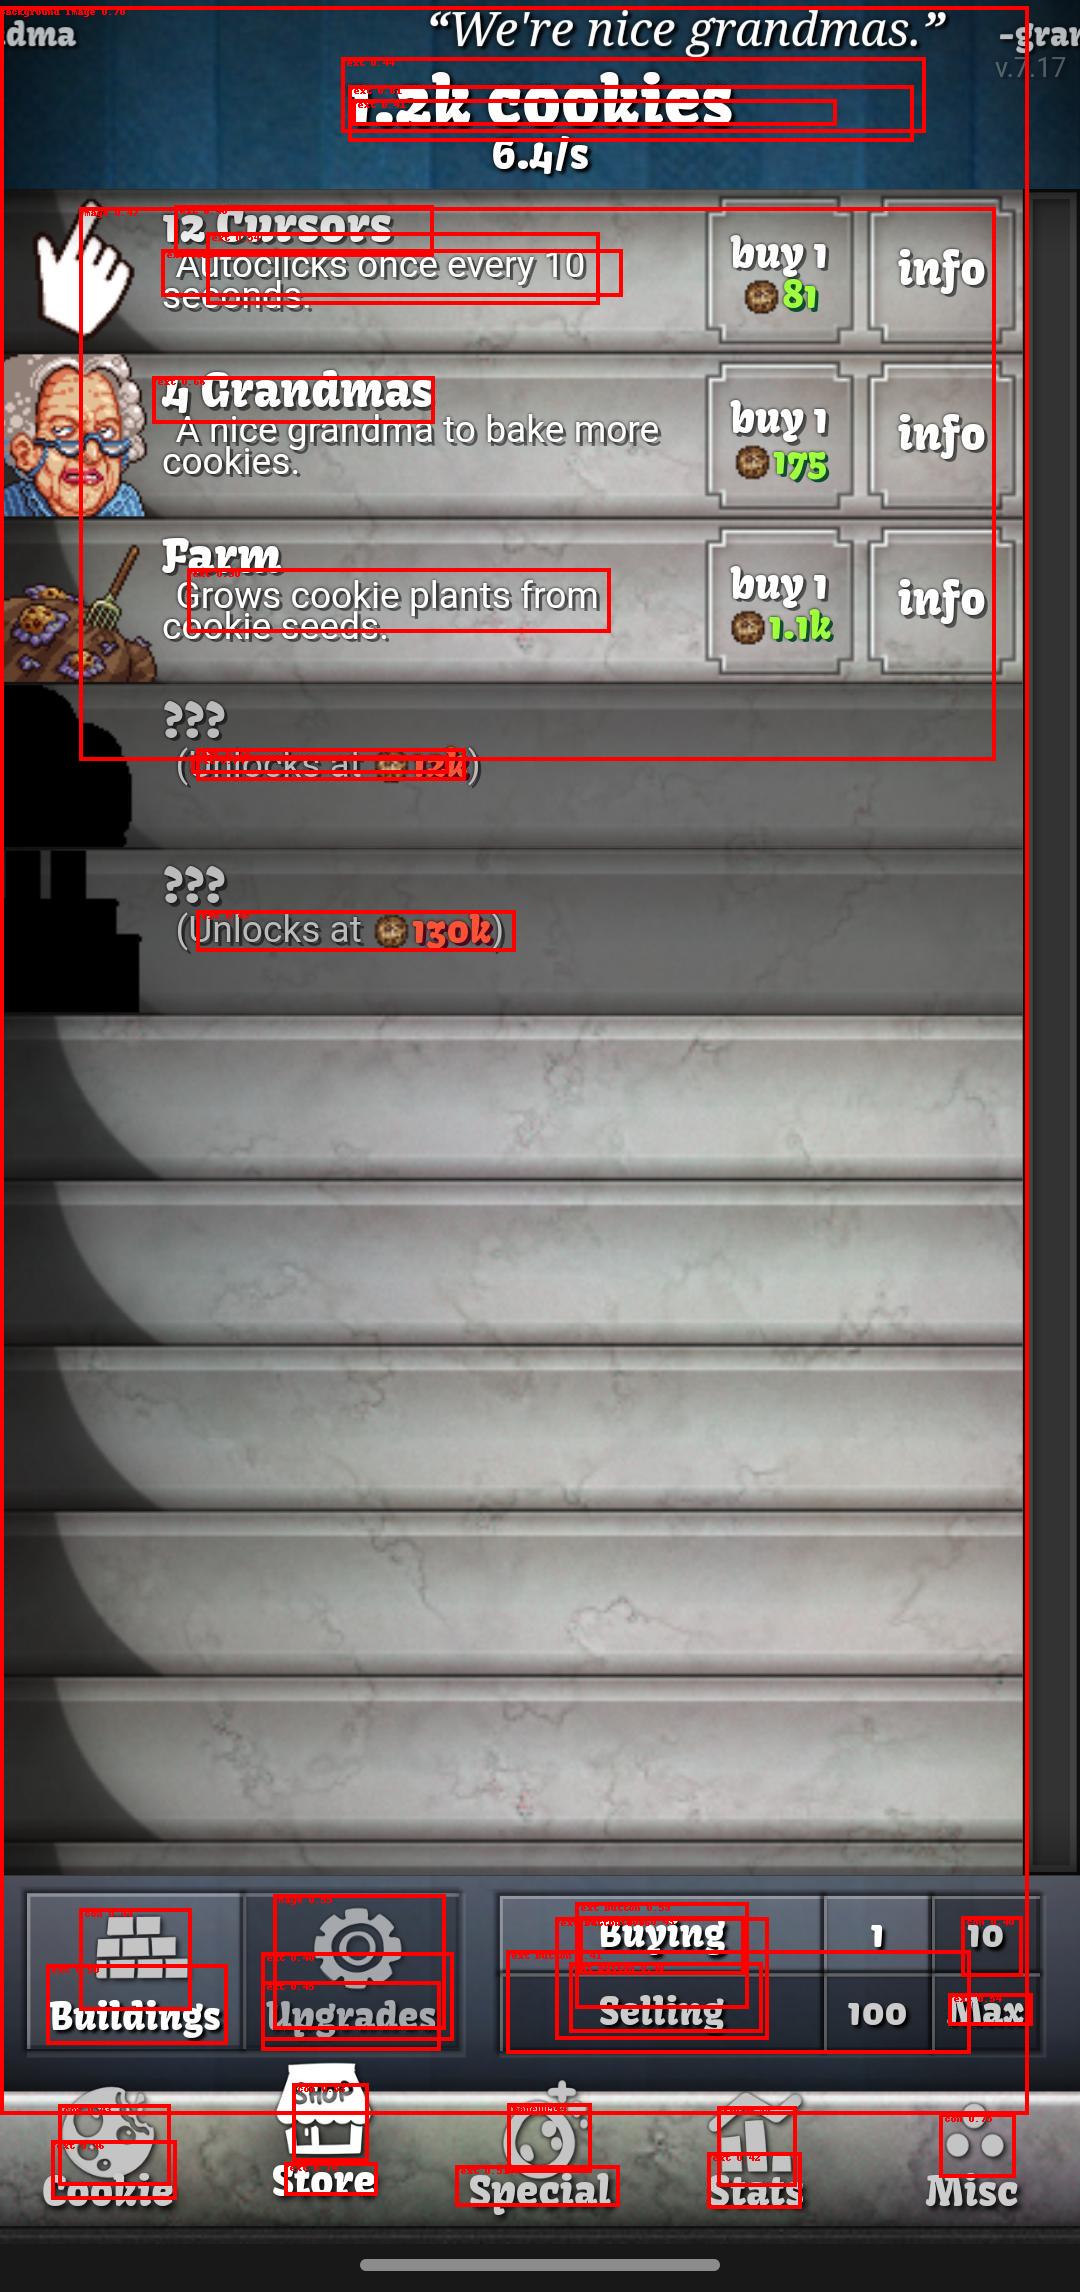 dma
“We're nice grandmas.”
-gran
v.7.17
1.2k cookies
6.4/s
12 Cursors
Autoclicks once every 10
seconds.
buy 1
81
info
4 Grandmas
A nice grandma to bake more
cookies.
buy 1
175
info
Farm
Grows cookie plants from
cookie seeds.
buy 1
1.1k
info
???
(Unlocks at 12k)
???
(Unlocks at 130k)
Buildings
Upgrades
Buying
1
10
Selling
100
Max
SHOP
Cookie
Store
Special
Stats
Misc